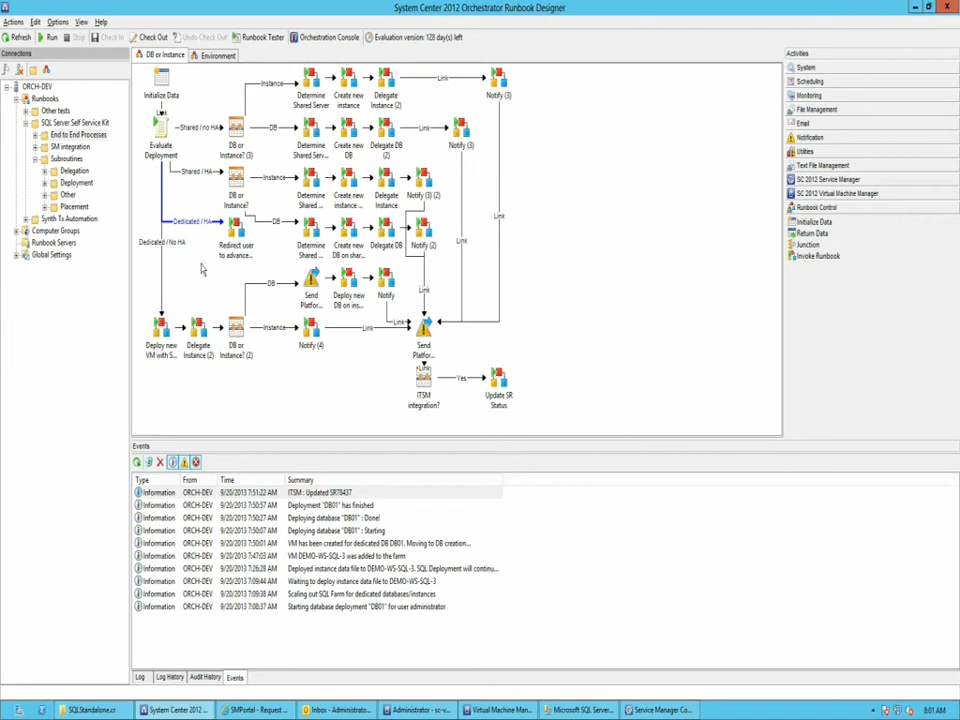 System Center 2012 Orchestrator Runbook Designer
Actions Edit Options View Help
Refresh Run Stop Check In Check Out Undo Check Out Runbook Tester Orchestration Console Evaluation version: 128 day(s) left
Connections
ORCH-DEV
Runbooks
Other tests
SQL Server Self Service Kit
End to End Processes
SM integration
Subroutines
Delegation
Deployment
Other
Placement
Synth Tx Automation
Computer Groups
Runbook Servers
Global Settings
DB or Instance Environment
Initialize Data
Instance
Determine Shared Server
Create new instance
Delegate Instance (2)
Link
Notify (3)
Link
Evaluate Deployment
Shared / no HA
DB or Instance? (3)
DB
Determine Shared Serv...
Create new DB
Delegate DB (2)
Link
Notify (3)
Shared / HA
DB or Instance?
Instance
Determine Shared ...
Create new instance ...
Delegate Instance
Notify (3) (2)
Dedicated / HA
Redirect user to advance...
DB
Determine Shared ...
Create new DB on shar...
Delegate DB
Notify (2)
Link
Link
Link
Dedicated / No HA
DB
Send Platfor...
Deploy new DB on ins...
Notify
Link
Deploy new VM with S...
Delegate Instance (2)
DB or Instance? (2)
Instance
Notify (4)
Link
Send Platfor...
Link
ITSM integration?
Yes
Update SR Status
Activities
System
Scheduling
Monitoring
File Management
Email
Notification
Utilities
Text File Management
SC 2012 Service Manager
SC 2012 Virtual Machine Manager
Runbook Control
Initialize Data
Return Data
Junction
Invoke Runbook
Events
Type From Time Summary
Information ORCH-DEV 9/20/2013 7:51:22 AM ITSM : Updated SR78437
Information ORCH-DEV 9/20/2013 7:50:57 AM Deployment "DB01" has finished
Information ORCH-DEV 9/20/2013 7:50:27 AM Deploying database "DB01" : Done!
Information ORCH-DEV 9/20/2013 7:50:07 AM Deploying database "DB01" : Starting
Information ORCH-DEV 9/20/2013 7:50:01 AM VM has been created for dedicated DB DB01. Moving to DB creation...
Information ORCH-DEV 9/20/2013 7:47:03 AM VM DEMO-WS-SQL-3 was added to the farm
Information ORCH-DEV 9/20/2013 7:26:28 AM Deployed instance data file to DEMO-WS-SQL-3. SQL Deployment will continu...
Information ORCH-DEV 9/20/2013 7:09:44 AM Waiting to deploy instance data file to DEMO-WS-SQL-3
Information ORCH-DEV 9/20/2013 7:09:38 AM Scaling out SQL Farm for dedicated databases/instances
Information ORCH-DEV 9/20/2013 7:08:37 AM Starting database deployment "DB01" for user administrator
Log Log History Audit History Events
SQLStandalone.cr System Center 2012 ... SMPortal - Request ... Inbox - Administrato... Administrator - sc-v... Virtual Machine Man... Microsoft SQL Server... Service Manager Co... 8:01 AM